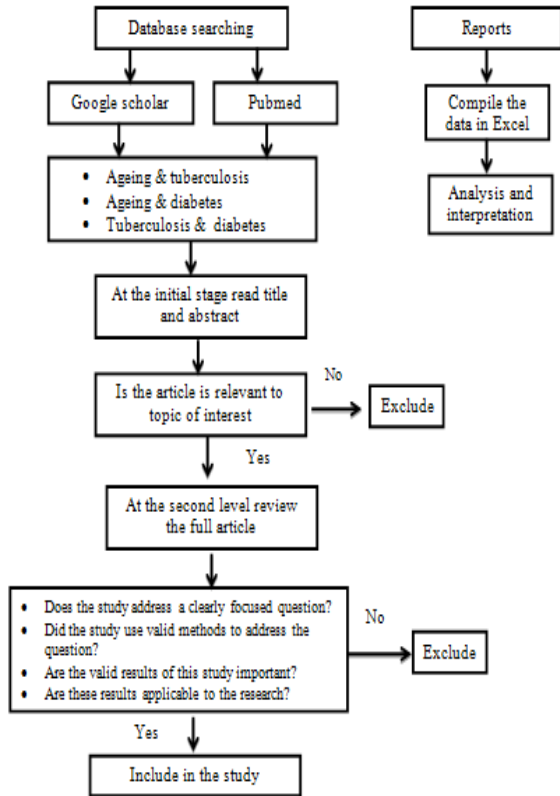 Database searching
Reports
Google scholar
Pubmed
Compile the
data in Excel
• Ageing & tuberculosis
• Ageing & diabetes
• Tuberculosis & diabetes
Analysis and
interpretation
At the initial stage read title
and abstract
Is the article is relevant to
topic of interest
No
Exclude
Yes
At the second level review
the full article
• Does the study address a clearly focused question?
• Did the study use valid methods to address the
question?
• Are the valid results of this study important?
• Are these results applicable to the research?
No
Exclude
Yes
Include in the study